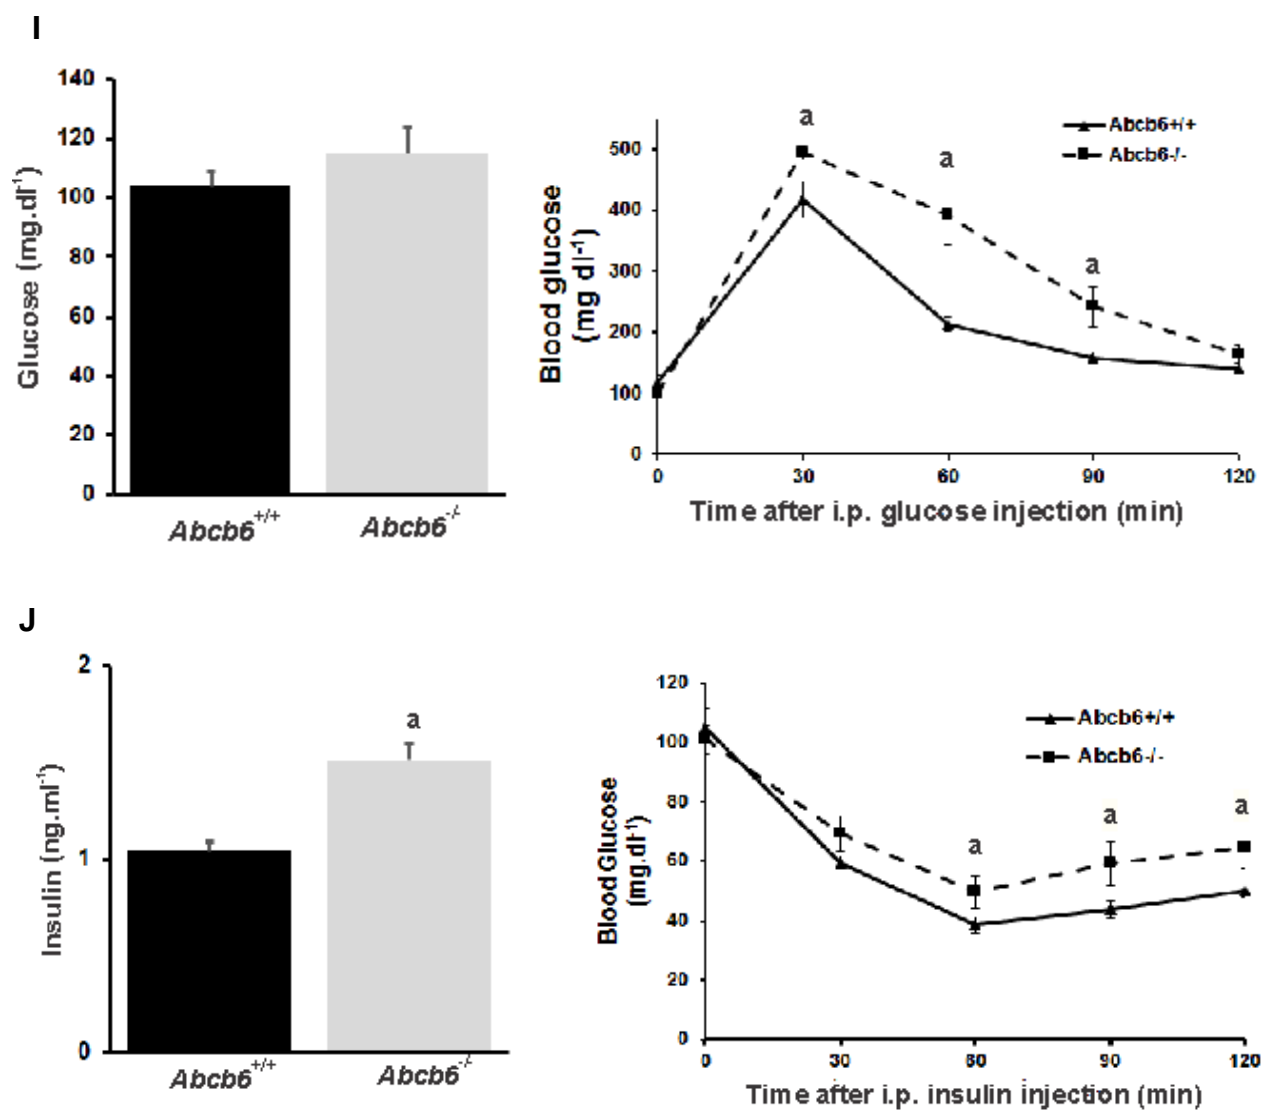 I
140
120
100
80
60
40
20
0
Glucose (mg.dl-1)
Abcb6+/+
Abcb6-/-
500
400
300
200
100
0
Blood glucose
(mg dl-1)
a
a
a
Abcb6+/+
Abcb6-/-
0 30 60 90 120
Time after i.p. glucose injection (min)
J
2
1
0
Insulin (ng.ml-1)
a
Abcb6+/+
Abcb6-/-
120
100
80
60
40
20
0
Blood Glucose
(mg.dl-1)
Abcb6+/+
Abcb6-/-
a
a
a
0 30 60 90 120
Time after i.p. insulin injection (min)